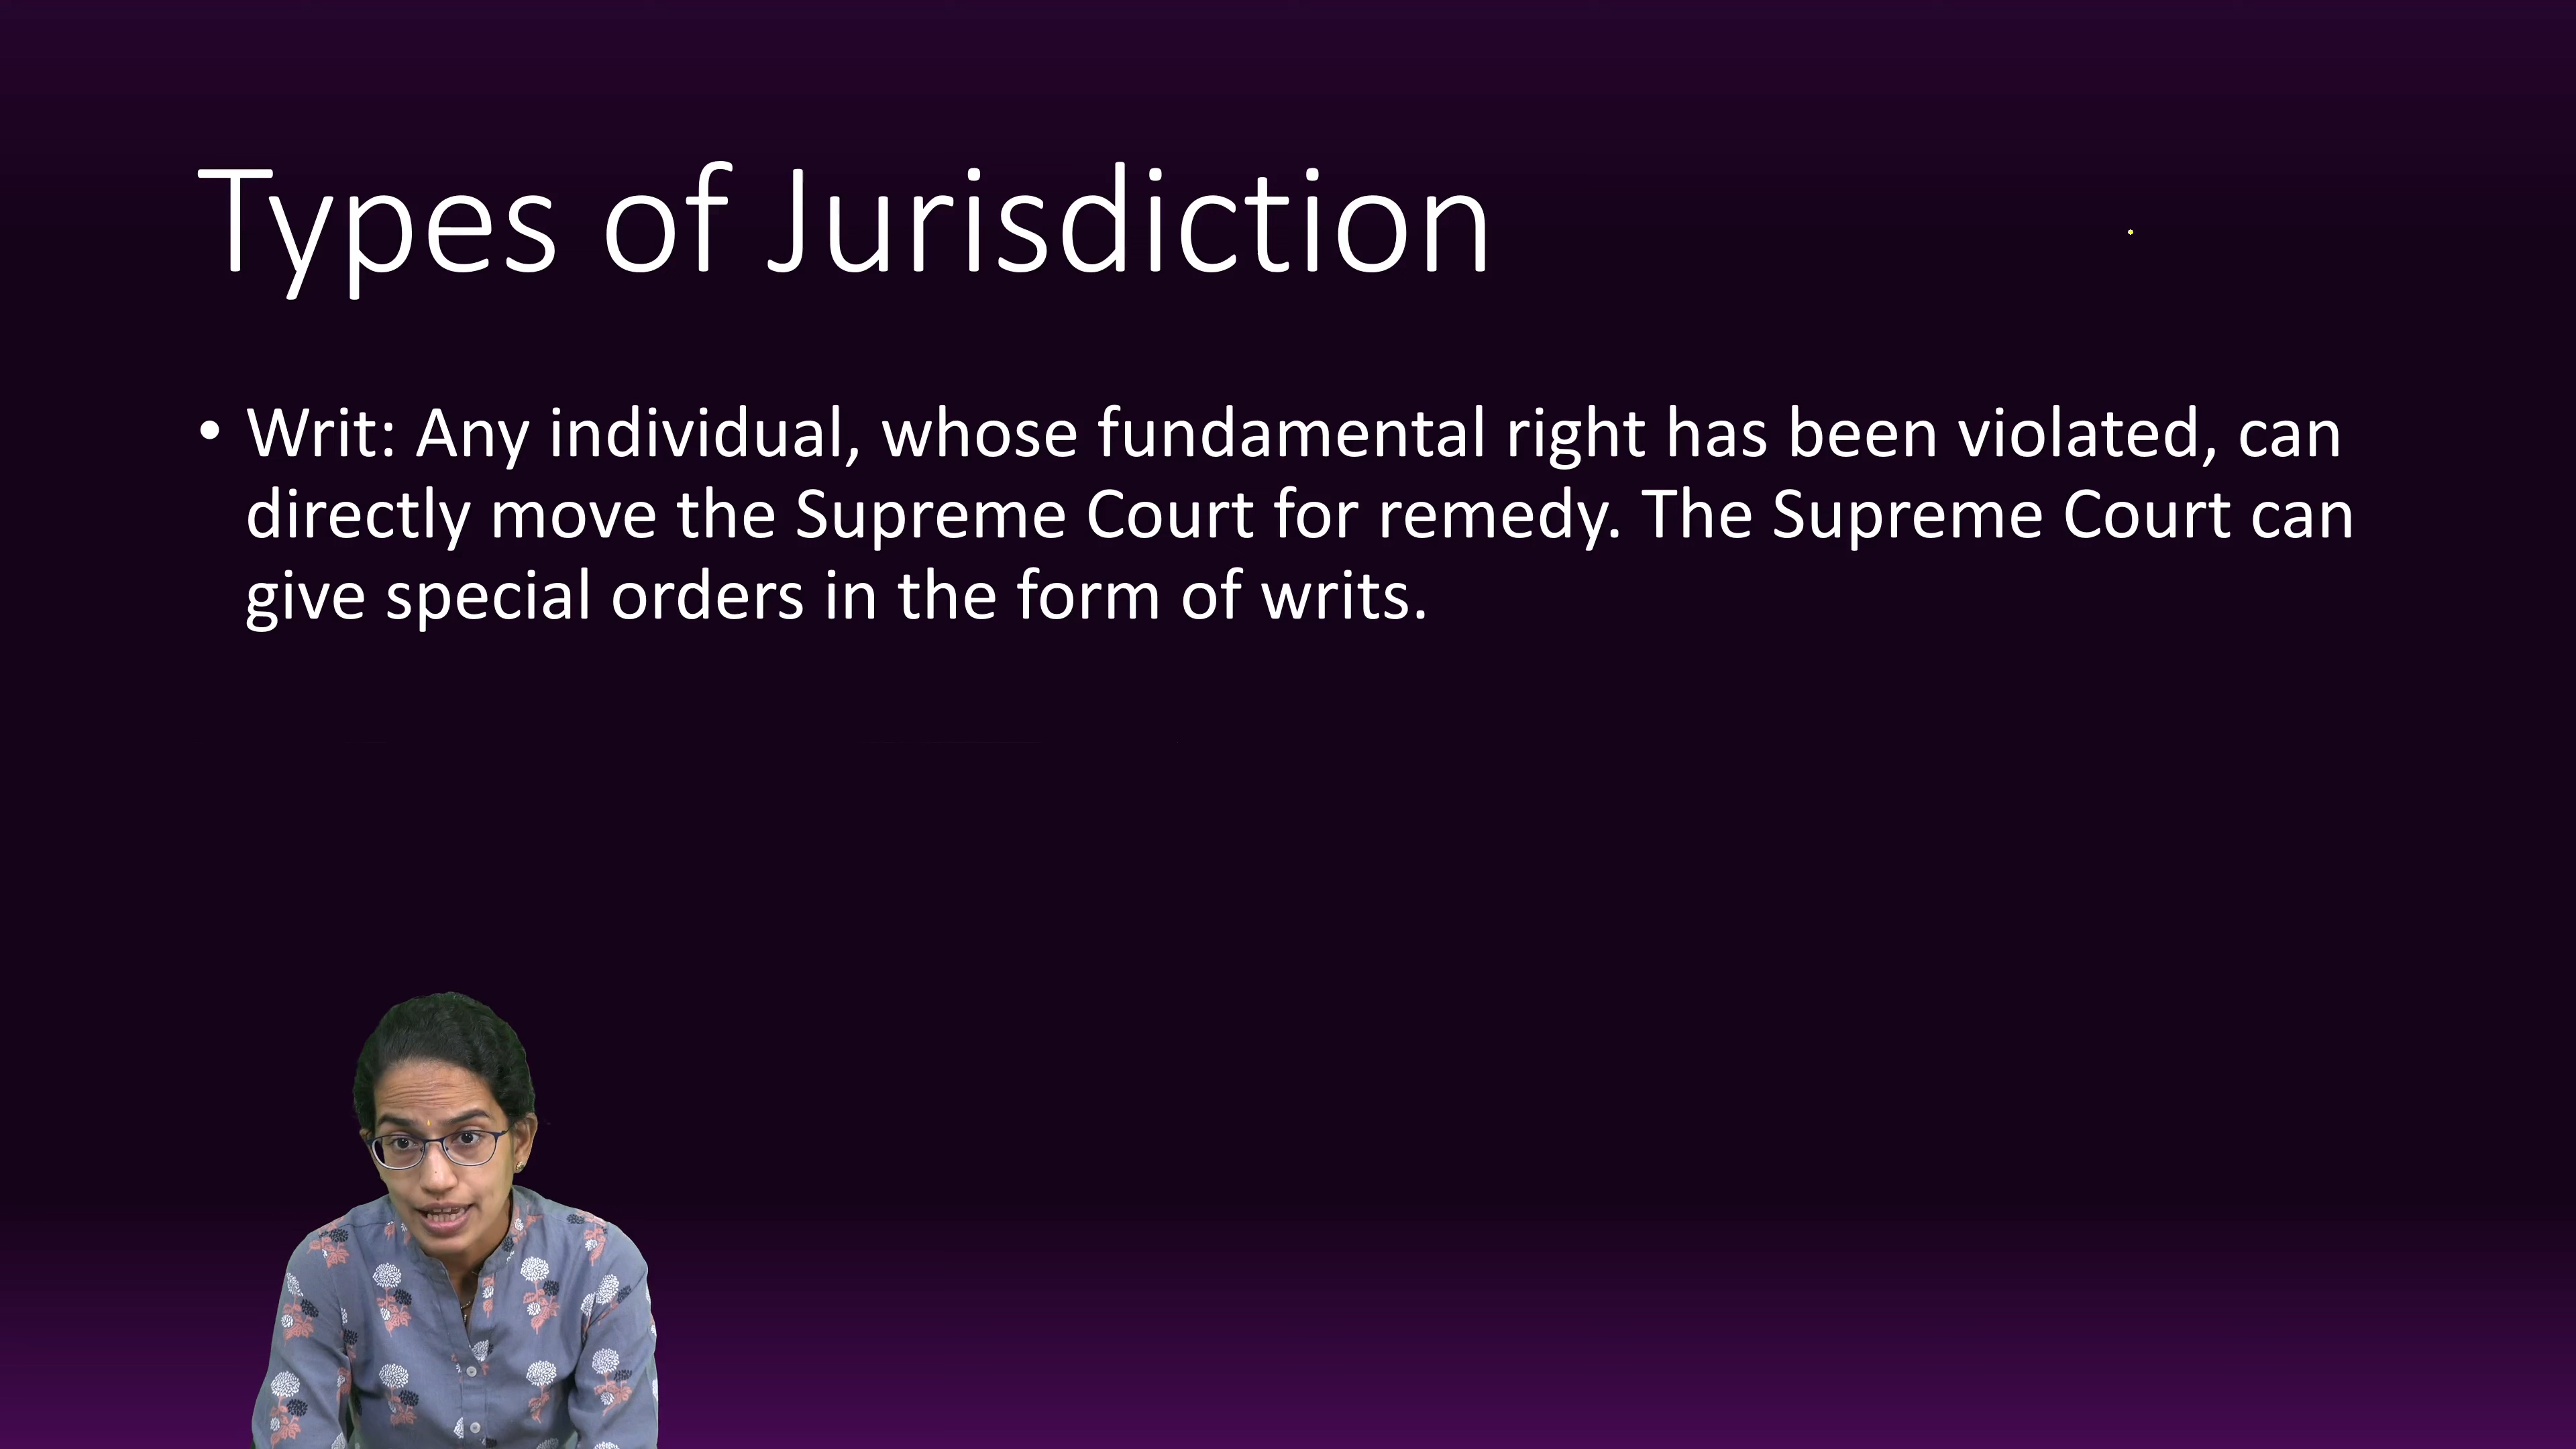 Types of Jurisdiction
• Writ: Any individual, whose fundamental right has been violated, can
directly move the Supreme Court for remedy. The Supreme Court can
give special orders in the form of writs.